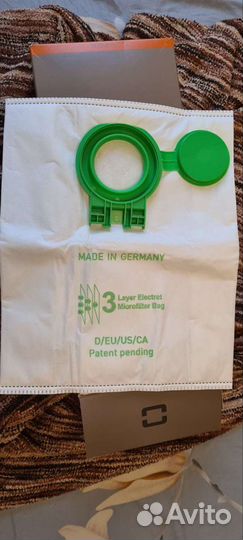 MADE IN GERMANY
3 Layer Electret
Microfilter Bag
D/EU/US/CA
Patent pending
Avito